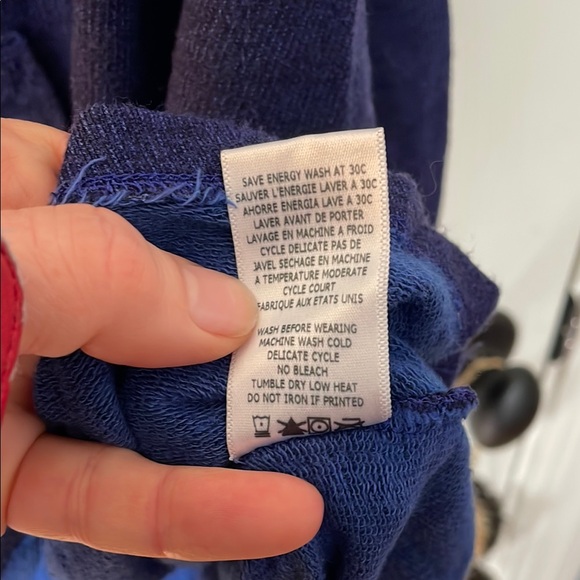 SAVE ENERGY WASH AT 30C
SAUVER L'ENERGIE LAVER A 30C
AHORRE ENERGIA LAVE A 30C
LAVER AVANT DE PORTER
LAVAGE EN MACHINE A FROID
CYCLE DELICATE PAS DE
JAVEL SECHAGE EN MACHINE
A TEMPERATURE MODERATE
CYCLE COURT
FABRIQUE AUX ETATS UNIS
WASH BEFORE WEARING
MACHINE WASH COLD
DELICATE CYCLE
NO BLEACH
TUMBLE DRY LOW HEAT
DO NOT IRON IF PRINTED